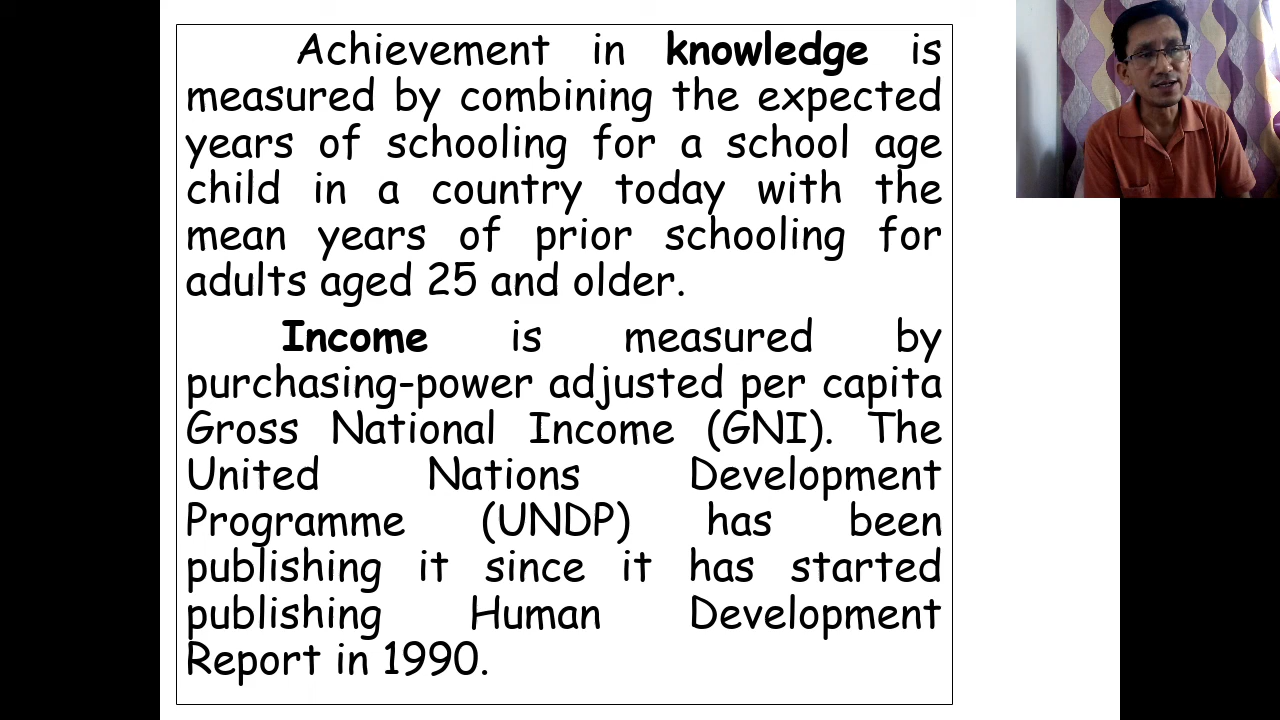 Achievement in knowledge is
measured by combining the expected
years of schooling for a school age
child in a country today with the
mean years of prior schooling for
adults aged 25 and older.
Income is measured by
purchasing-power adjusted per capita
Gross National Income (GNI). The
United Nations Development
Programme (UNDP) has been
publishing it since it has started
publishing Human Development
Report in 1990.